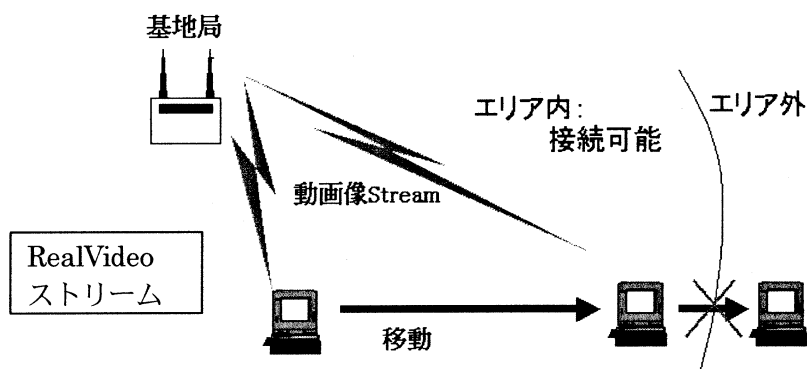 基地局
エリア内:
接続可能
エリア外
動画像Stream
RealVideo
ストリーム
移動